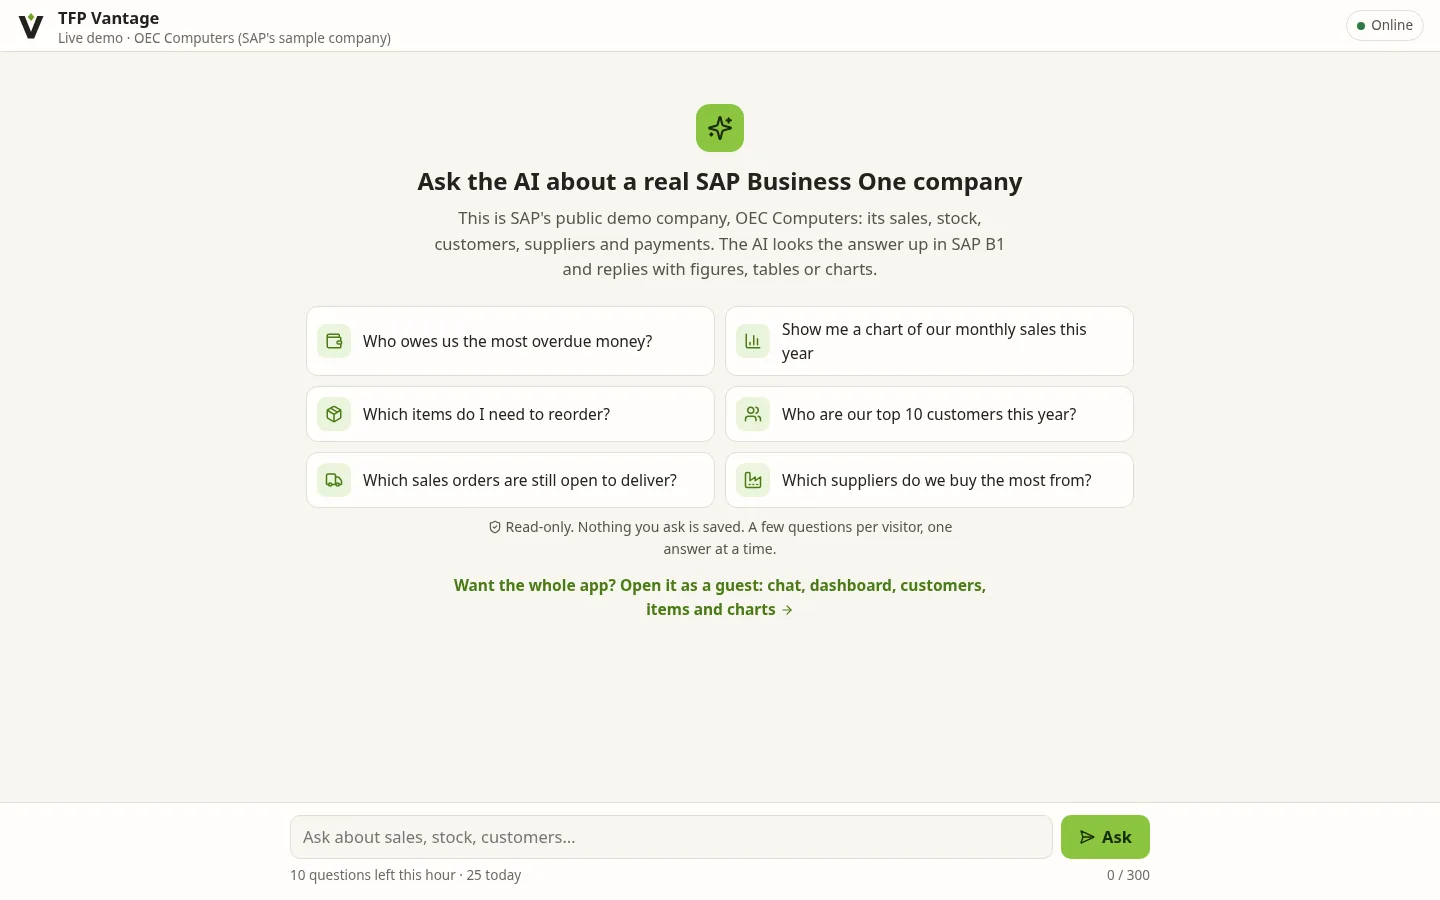 TFP Vantage
Live demo · OEC Computers (SAP's sample company)
Online
Ask the AI about a real SAP Business One company
This is SAP's public demo company, OEC Computers: its sales, stock,
customers, suppliers and payments. The AI looks the answer up in SAP B1
and replies with figures, tables or charts.
Who owes us the most overdue money?
Show me a chart of our monthly sales this
year
Which items do I need to reorder?
Who are our top 10 customers this year?
Which sales orders are still open to deliver?
Which suppliers do we buy the most from?
Read-only. Nothing you ask is saved. A few questions per visitor, one
answer at a time.
Want the whole app? Open it as a guest: chat, dashboard, customers,
items and charts →
Ask about sales, stock, customers...
Ask
10 questions left this hour · 25 today
0 / 300